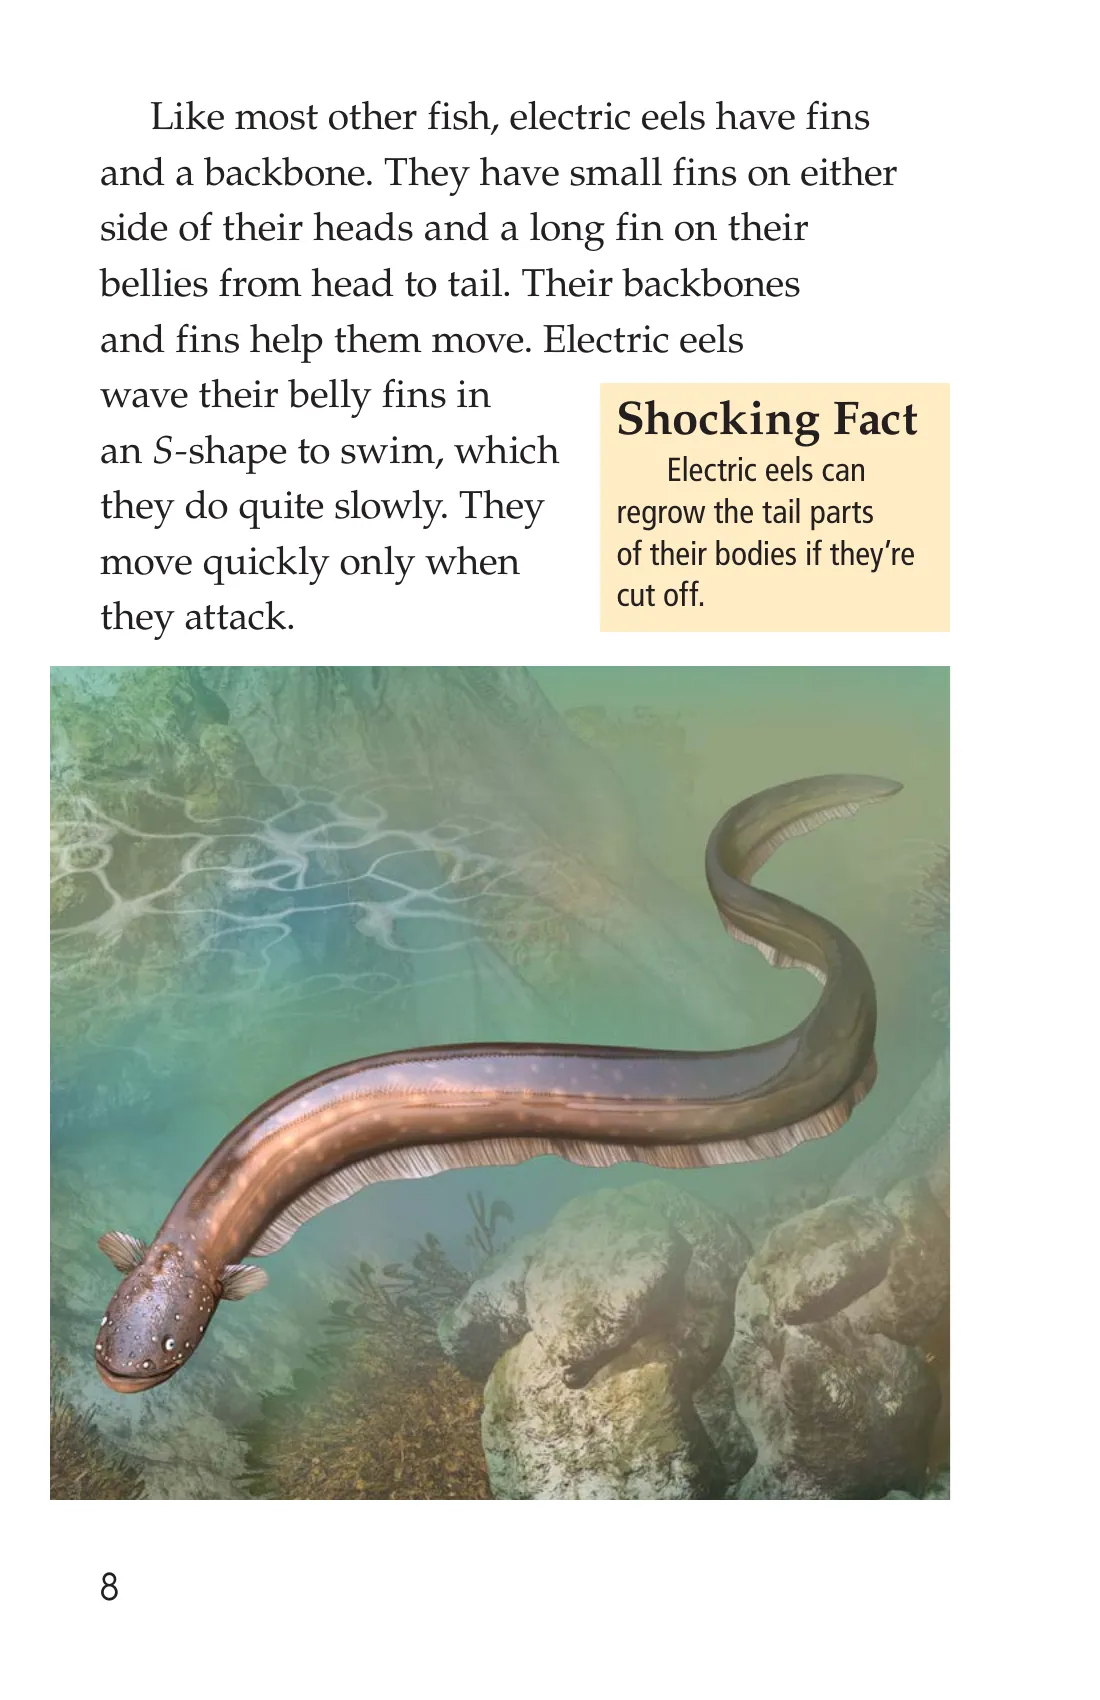 Like most other fish, electric eels have fins
and a backbone. They have small fins on either
side of their heads and a long fin on their
bellies from head to tail. Their backbones
and fins help them move. Electric eels
wave their belly fins in
an S-shape to swim, which
they do quite slowly. They
move quickly only when
they attack.
Shocking Fact
Electric eels can
regrow the tail parts
of their bodies if they’re
cut off.
8